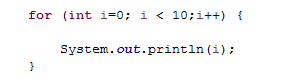 for (int i=0; i < 10;i++) {
System.out.println(i);
}